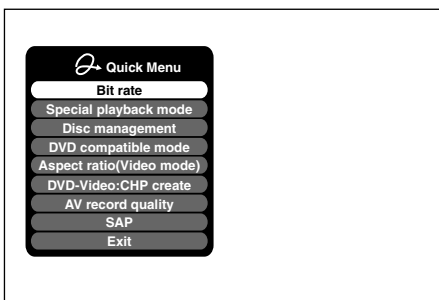 Quick Menu
Bit rate
Special playback mode
Disc management
DVD compatible mode
Aspect ratio(Video mode)
DVD-Video:CHP create
AV record quality
SAP
Exit